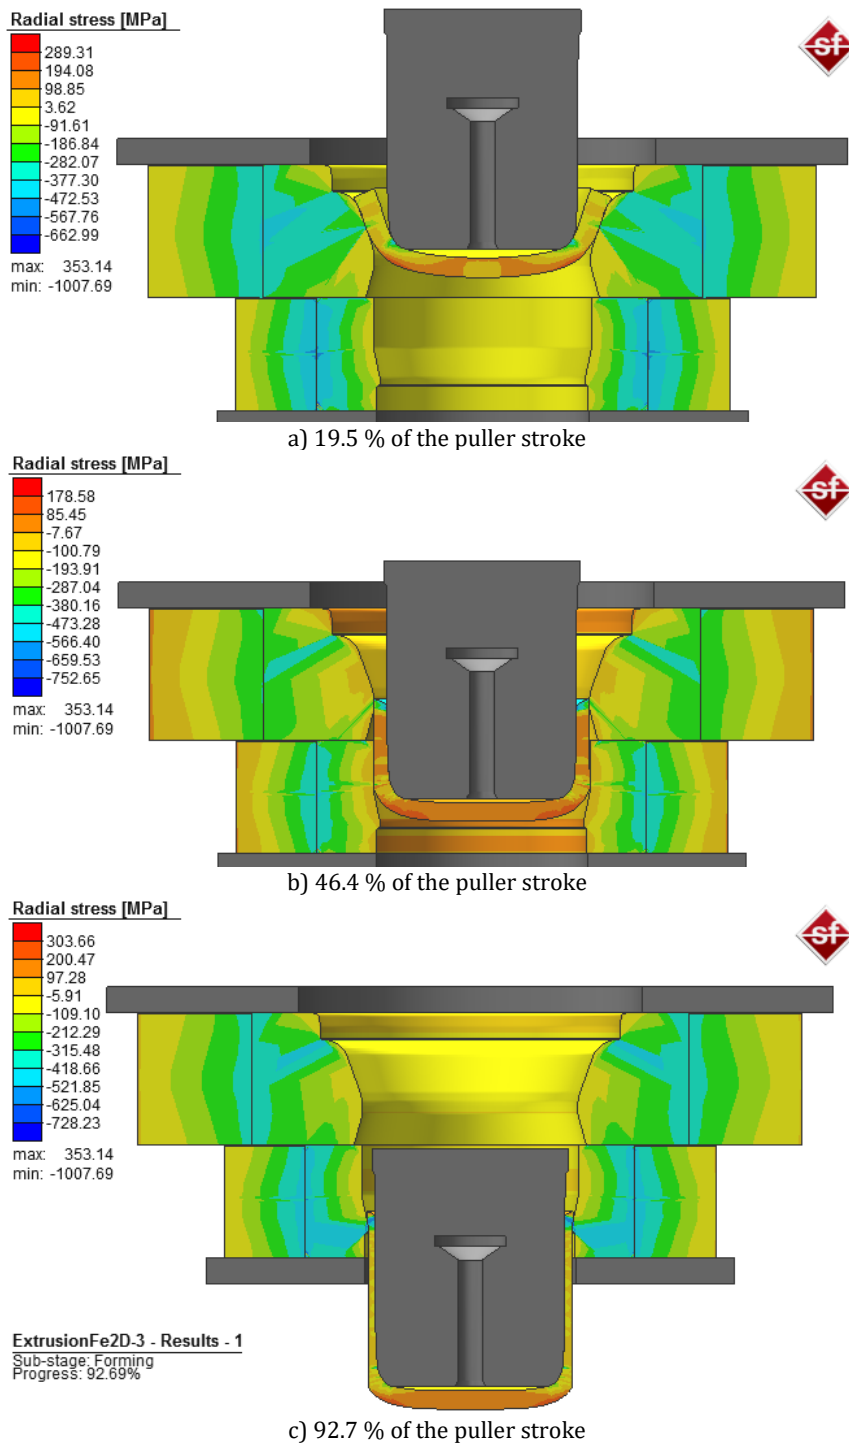 Radial stress [MPa]
289.31
194.08
98.85
3.62
-91.61
-186.84
-282.07
-377.30
-472.53
-567.76
-662.99
max: 353.14
min: -1007.69
sf
a) 19.5 % of the puller stroke
Radial stress [MPa]
178.58
85.45
-7.67
-100.79
-193.91
-287.04
-380.16
-473.28
-566.40
-659.53
-752.65
max: 353.14
min: -1007.69
sf
b) 46.4 % of the puller stroke
Radial stress [MPa]
303.66
200.47
97.28
-5.91
-109.10
-212.29
-315.48
-418.66
-521.85
-625.04
-728.23
max: 353.14
min: -1007.69
sf
ExtrusionFe2D-3 - Results - 1
Sub-stage: Forming
Progress: 92.69%
c) 92.7 % of the puller stroke